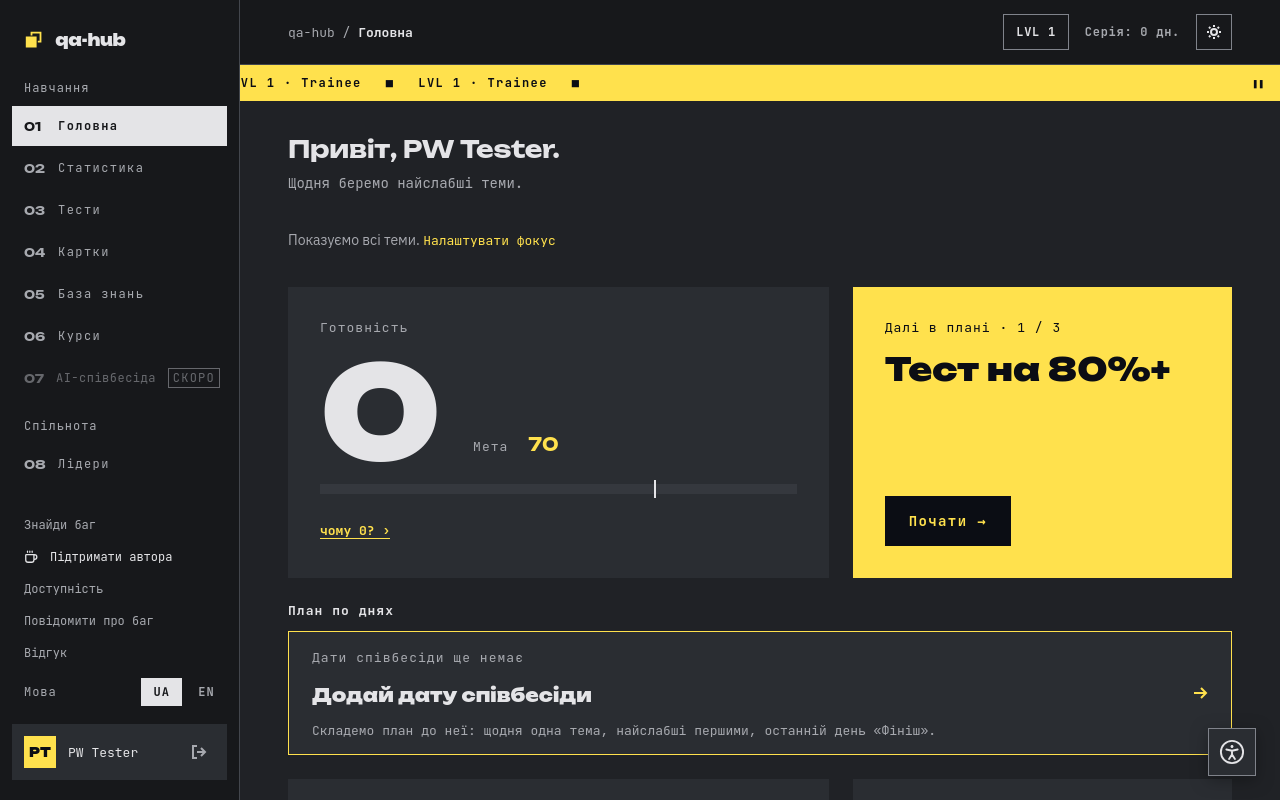 qa-hub
Навчання
01 Головна
02 Статистика
03 Тести
04 Картки
05 База знань
06 Курси
07 AI-співбесіда СКОРО
Спільнота
08 Лідери
Знайди баг
Підтримати автора
Доступність
Повідомити про баг
Відгук
Мова UA EN
PT PW Tester
qa-hub / Головна
LVL 1 Серія: 0 дн.
VL 1 · Trainee ■ LVL 1 · Trainee ■
Привіт, PW Tester.
Щодня беремо найслабші теми.
Показуємо всі теми. Налаштувати фокус
Готовність
0 Мета 70
чому 0? ›
Далі в плані · 1 / 3
Тест на 80%+
Почати →
План по днях
Дати співбесіди ще немає
Додай дату співбесіди →
Складемо план до неї: щодня одна тема, найслабші першими, останній день «Фініш».